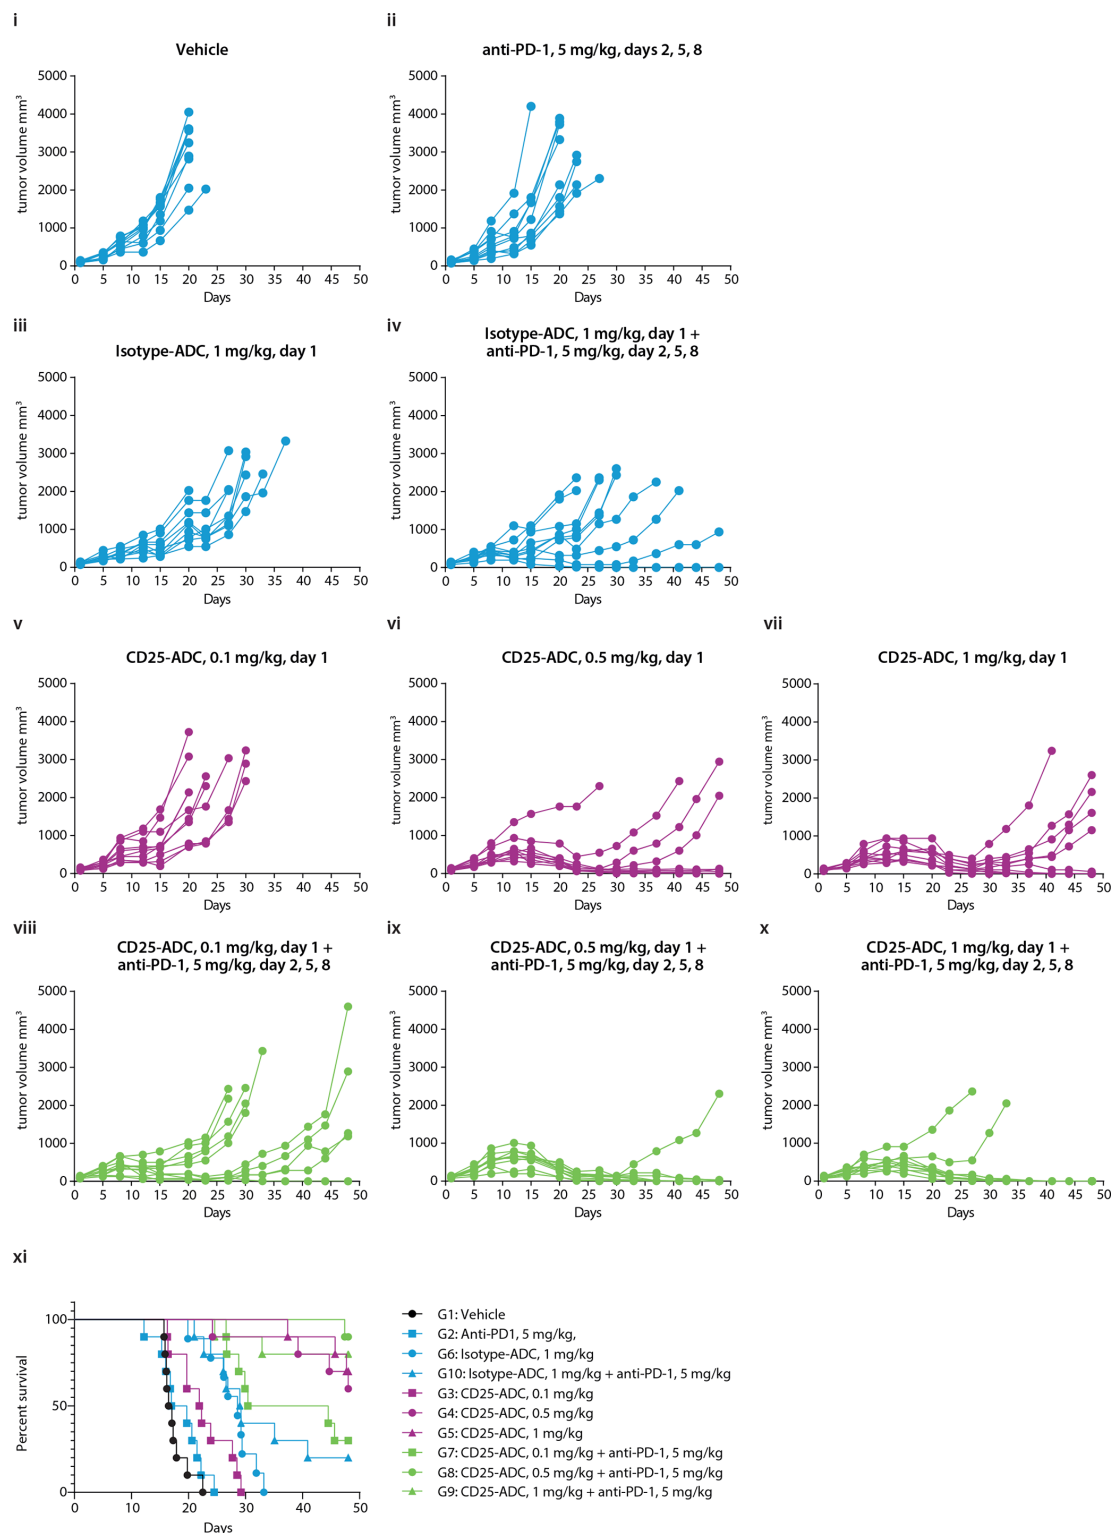 i
Vehicle
tumor volume mm³
5000
4000
3000
2000
1000
0
0 5 10 15 20 25 30 35 40 45 50
Days
ii
anti-PD-1, 5 mg/kg, days 2, 5, 8
tumor volume mm³
5000
4000
3000
2000
1000
0
0 5 10 15 20 25 30 35 40 45 50
Days
iii
Isotype-ADC, 1 mg/kg, day 1
tumor volume mm³
5000
4000
3000
2000
1000
0
0 5 10 15 20 25 30 35 40 45 50
Days
iv
Isotype-ADC, 1 mg/kg, day 1 +
anti-PD-1, 5 mg/kg, day 2, 5, 8
tumor volume mm³
5000
4000
3000
2000
1000
0
0 5 10 15 20 25 30 35 40 45 50
Days
v
CD25-ADC, 0.1 mg/kg, day 1
tumor volume mm³
5000
4000
3000
2000
1000
0
0 5 10 15 20 25 30 35 40 45 50
Days
vi
CD25-ADC, 0.5 mg/kg, day 1
tumor volume mm³
5000
4000
3000
2000
1000
0
0 5 10 15 20 25 30 35 40 45 50
Days
vii
CD25-ADC, 1 mg/kg, day 1
tumor volume mm³
5000
4000
3000
2000
1000
0
0 5 10 15 20 25 30 35 40 45 50
Days
viii
CD25-ADC, 0.1 mg/kg, day 1 +
anti-PD-1, 5 mg/kg, day 2, 5, 8
tumor volume mm³
5000
4000
3000
2000
1000
0
0 5 10 15 20 25 30 35 40 45 50
Days
ix
CD25-ADC, 0.5 mg/kg, day 1 +
anti-PD-1, 5 mg/kg, day 2, 5, 8
tumor volume mm³
5000
4000
3000
2000
1000
0
0 5 10 15 20 25 30 35 40 45 50
Days
x
CD25-ADC, 1 mg/kg, day 1 +
anti-PD-1, 5 mg/kg, day 2, 5, 8
tumor volume mm³
5000
4000
3000
2000
1000
0
0 5 10 15 20 25 30 35 40 45 50
Days
xi
Percent survival
100
50
0
0 10 20 30 40 50
Days
G1: Vehicle
G2: Anti-PD1, 5 mg/kg,
G6: Isotype-ADC, 1 mg/kg
G10: Isotype-ADC, 1 mg/kg + anti-PD-1, 5 mg/kg
G3: CD25-ADC, 0.1 mg/kg
G4: CD25-ADC, 0.5 mg/kg
G5: CD25-ADC, 1 mg/kg
G7: CD25-ADC, 0.1 mg/kg + anti-PD-1, 5 mg/kg
G8: CD25-ADC, 0.5 mg/kg + anti-PD-1, 5 mg/kg
G9: CD25-ADC, 1 mg/kg + anti-PD-1, 5 mg/kg